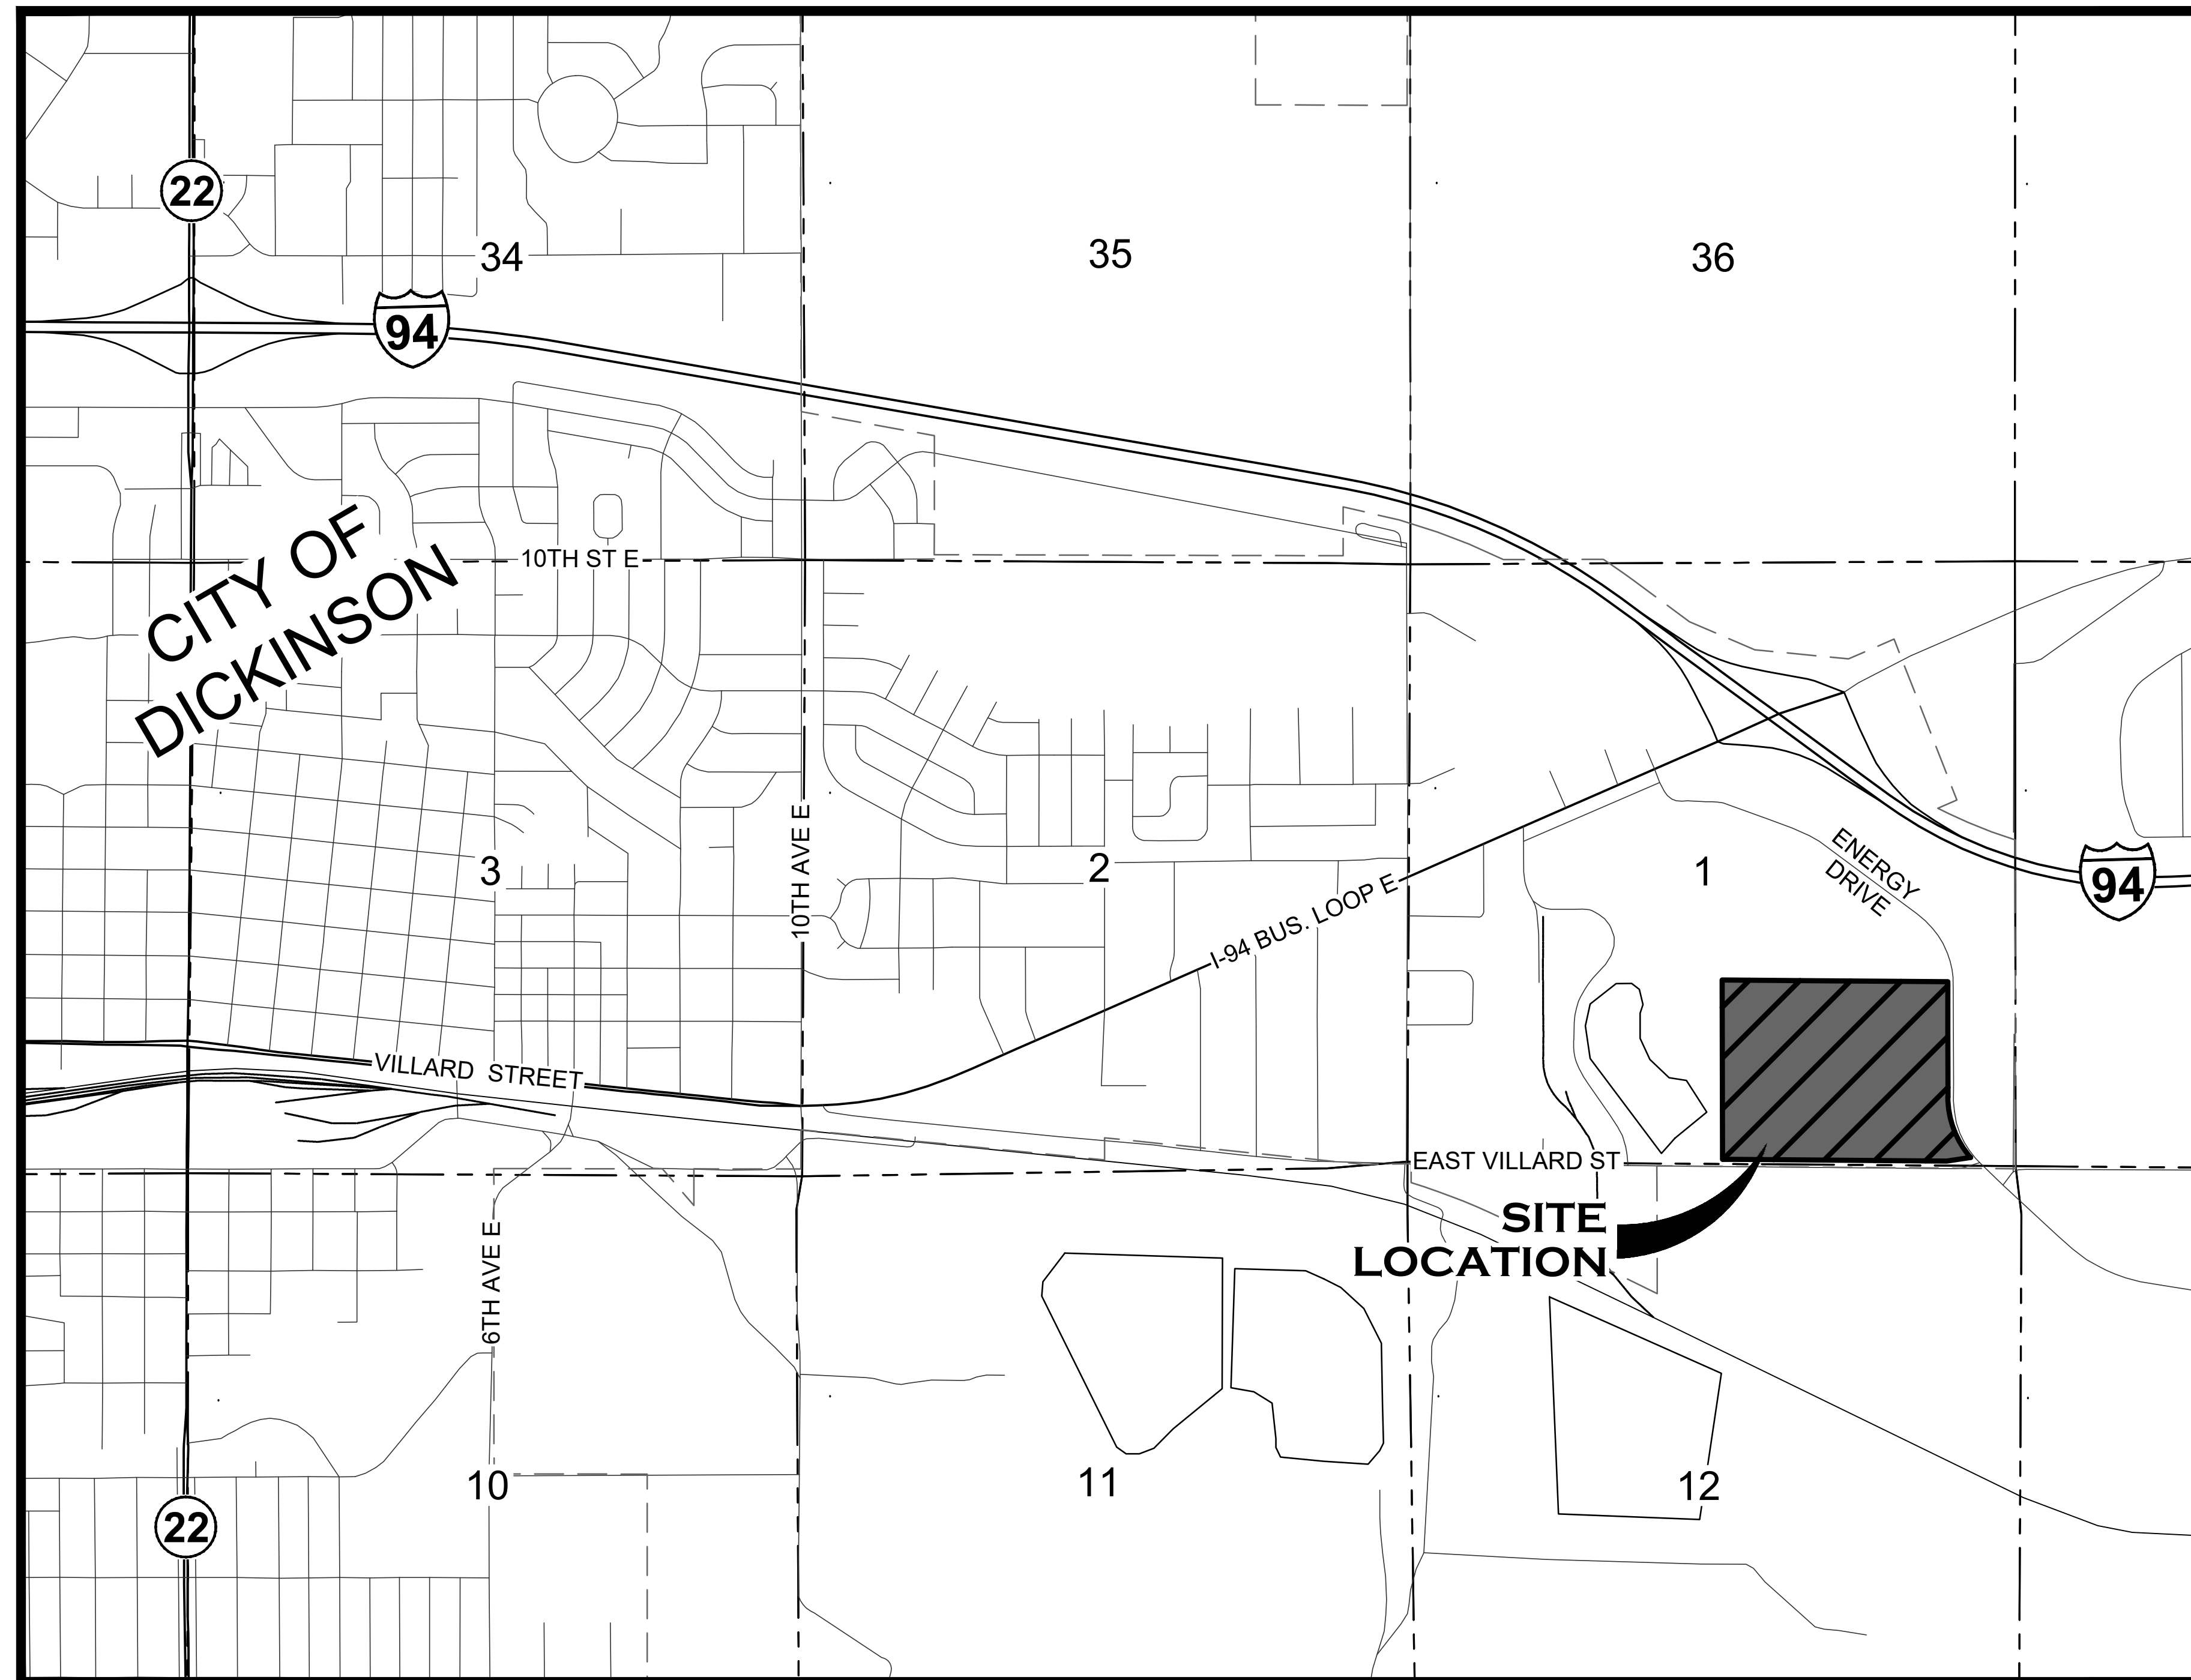 22
34
35
36
94
CITY OF
DICKINSON
10TH ST E
10TH AVE E
3
2
1
I-94 BUS. LOOP E
ENERGY
DRIVE
94
VILLARD STREET
EAST VILLARD ST
SITE
LOCATION
6TH AVE E
10
11
12
22